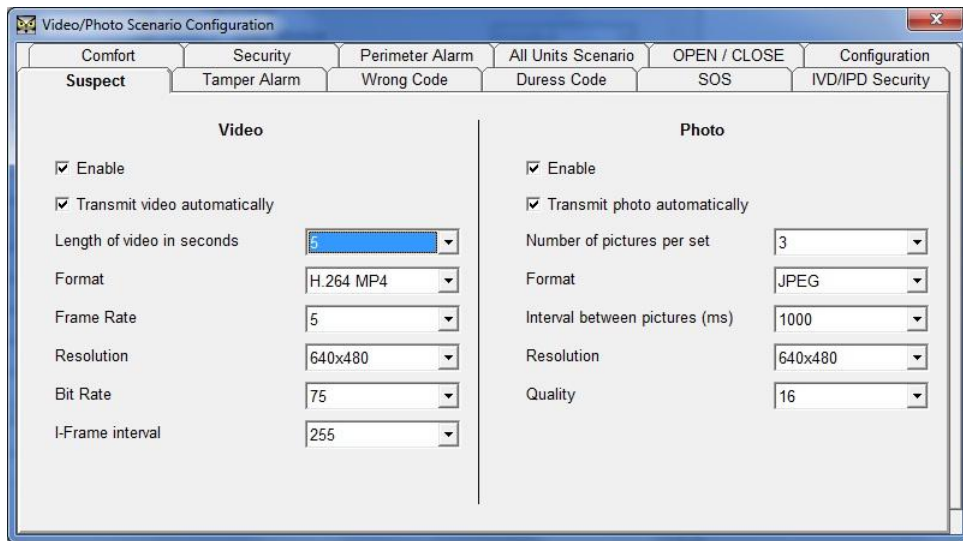 Video/Photo Scenario Configuration
Comfort Security Perimeter Alarm All Units Scenario OPEN / CLOSE Configuration
Suspect Tamper Alarm Wrong Code Duress Code SOS IVD/IPD Security
Video
Enable
Transmit video automatically
Length of video in seconds 5
Format H.264 MP4
Frame Rate 5
Resolution 640x480
Bit Rate 75
I-Frame interval 255
Photo
Enable
Transmit photo automatically
Number of pictures per set 3
Format JPEG
Interval between pictures (ms) 1000
Resolution 640x480
Quality 16